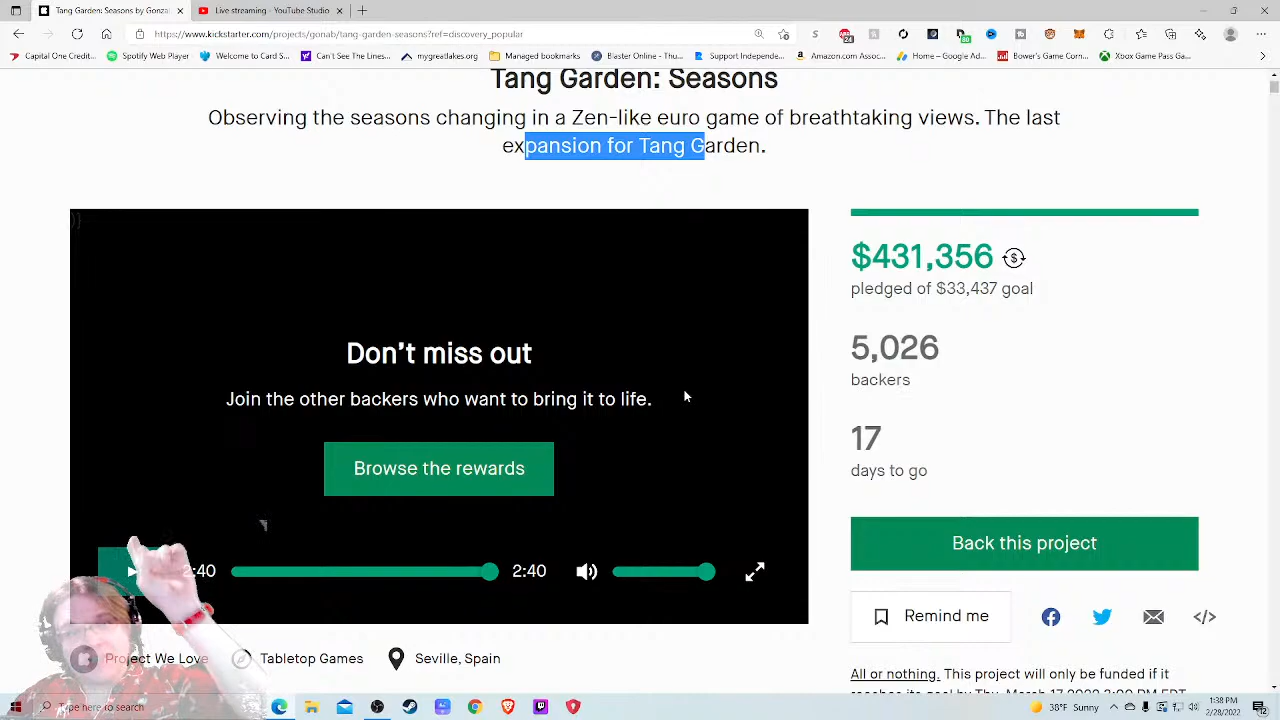 Tang Garden: Seasons by Gonab
Live streaming - YouTube Studio
https://www.kickstarter.com/projects/gonab/tang-garden-seasons?ref=discovery_popular
Capital One Credit...
Spotify Web Player
Welcome to Steam
Can't See The Lines...
mygreatlakes.org
Managed bookmarks
Blaster Online - This...
Support Independe...
Amazon.com Assoc...
Home - Google Ad...
Bower's Game Corn...
Xbox Game Pass Ga...
Tang Garden: Seasons
Observing the seasons changing in a Zen-like euro game of breathtaking views. The last
expansion for Tang Garden.
$431,356
pledged of $33,437 goal
5,026
backers
17
days to go
Don't miss out
Join the other backers who want to bring it to life.
Browse the rewards
2:40
2:40
Back this project
Remind me
Project We Love
Tabletop Games
Seville, Spain
All or nothing. This project will only be funded if it
Type here to search
38°F Sunny
1:38 PM
2/28/2022